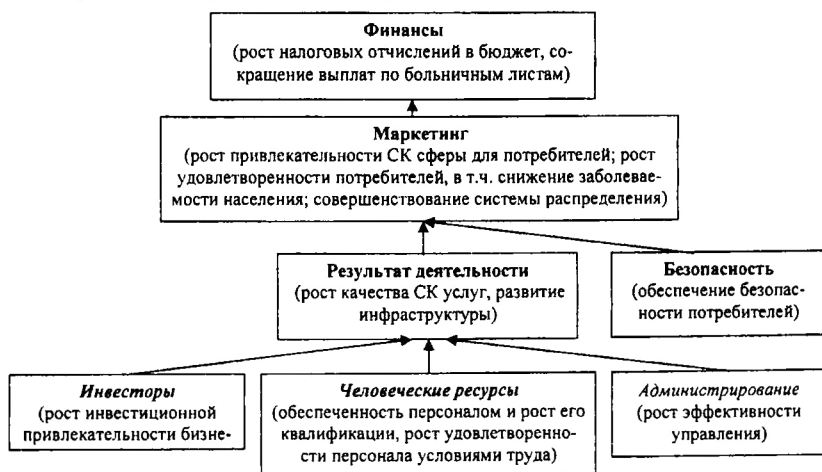 Финансы
(рост налоговых отчислений в бюджет, со-
кращение выплат по больничным листам)
Маркетинг
(рост привлекательности СК сферы для потребителей; рост
удовлетворенности потребителей, в т.ч. снижение заболевае-
мости населения; совершенствование системы распределения)
Результат деятельности
(рост качества СК услуг, развитие
инфраструктуры)
Безопасность
(обеспечение безопас-
ности потребителей)
Инвесторы
(рост инвестиционной
привлекательности бизне-
Человеческие ресурсы
(обеспеченность персоналом и рост его
квалификации, рост удовлетворенно-
сти персонала условиями труда)
Администрирование
(рост эффективности
управления)